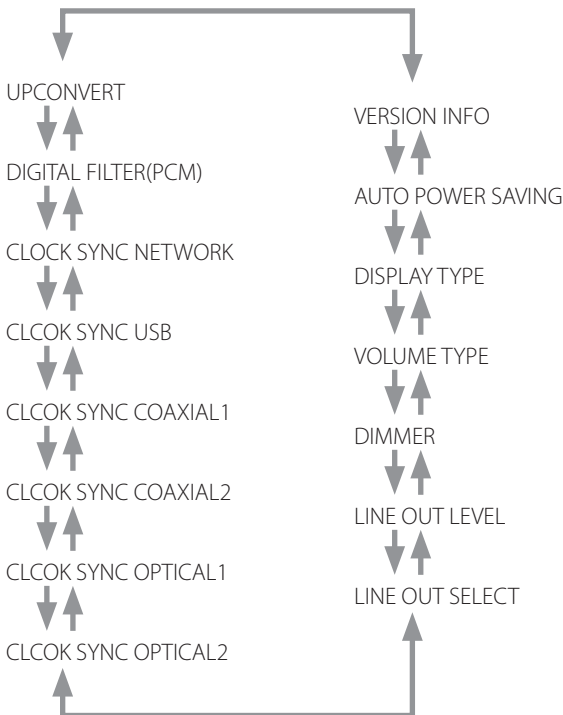 UPCONVERT
DIGITAL FILTER(PCM)
CLOCK SYNC NETWORK
CLCOK SYNC USB
CLCOK SYNC COAXIAL1
CLCOK SYNC COAXIAL2
CLCOK SYNC OPTICAL1
CLCOK SYNC OPTICAL2
VERSION INFO
AUTO POWER SAVING
DISPLAY TYPE
VOLUME TYPE
DIMMER
LINE OUT LEVEL
LINE OUT SELECT